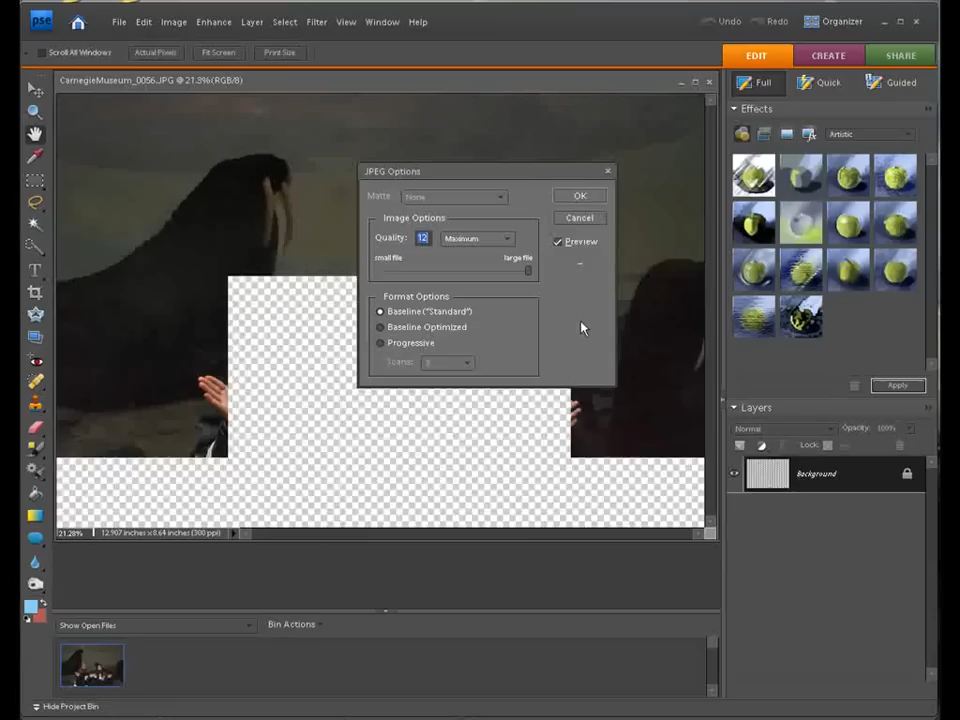 pse File Edit Image Enhance Layer Select Filter View Window Help Undo Redo Organizer
Scroll All Windows Actual Pixels Fit Screen Print Size EDIT CREATE SHARE
CarnegieMuseum_0056.JPG @ 21.3%(RGB/8)
Full Quick Guided
Effects
Artistic
JPEG Options
Matte: None OK
Image Options Cancel
Quality: 12 Maximum Preview
small file large file
Format Options
Baseline ("Standard")
Baseline Optimized
Progressive
Scans: 3
Apply
Layers
Normal Opacity: 100%
Lock:
Background
21.28% 12.907 inches x 8.64 inches (300 ppi)
Show Open Files Bin Actions
Hide Project Bin